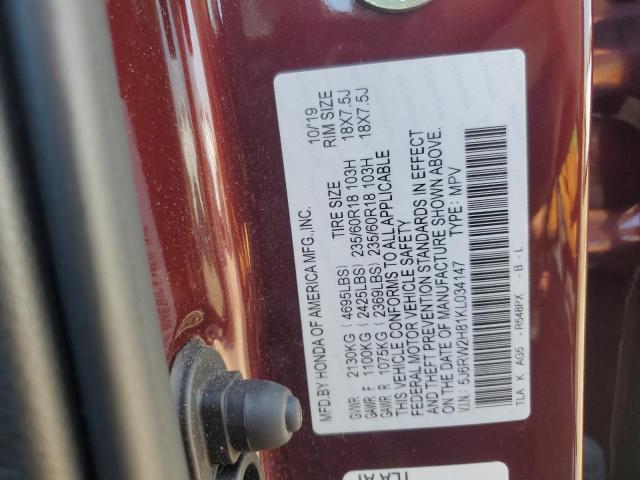 MFD.BY HONDA OF AMERICA MFG.,INC. 10/19
TIRE SIZE RIM SIZE
GVWR 2130KG (4695LBS)
GAWR F 1100KG (2425LBS) 235/60R18 103H 18X7.5J
GAWR R 1075KG (2369LBS) 235/60R18 103H 18X7.5J
THIS VEHICLE CONFORMS TO ALL APPLICABLE
FEDERAL MOTOR VEHICLE SAFETY
AND THEFT PREVENTION STANDARDS IN EFFECT
ON THE DATE OF MANUFACTURE SHOWN ABOVE.
V.I.N.: 5J6RW2H81KL034147 TYPE: MPV
TLA K AG5 - R548PX - B - L